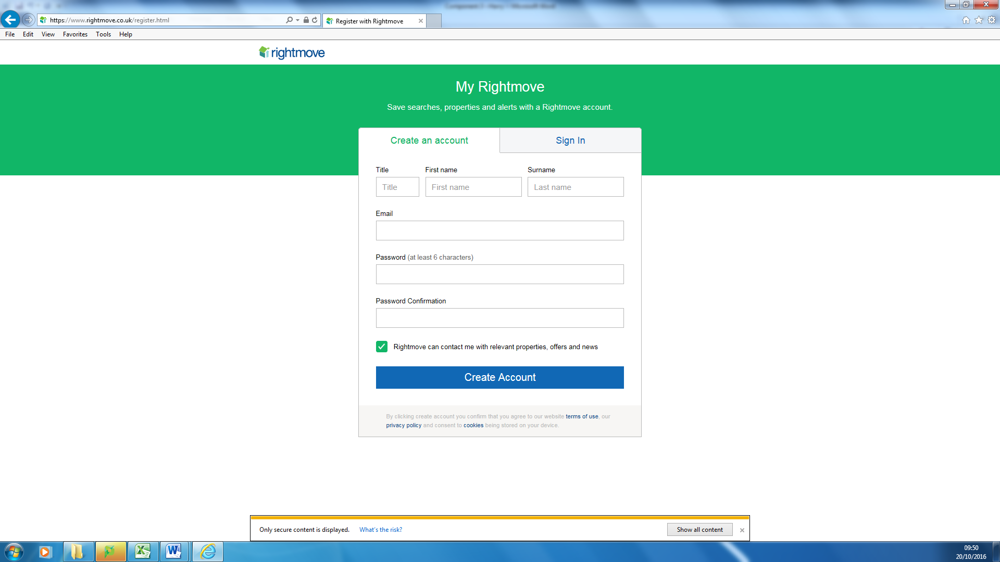 https://www.rightmove.co.uk/register.html
Register with Rightmove
File Edit View Favorites Tools Help
rightmove
My Rightmove
Save searches, properties and alerts with a Rightmove account.
Create an account
Sign In
Title First name Surname
Title First name Last name
Email
Password (at least 6 characters)
Password Confirmation
Rightmove can contact me with relevant properties, offers and news
Create Account
By clicking create account you confirm that you agree to our website terms of use, our
privacy policy and consent to cookies being stored on your device.
Only secure content is displayed. What's the risk? Show all content
09:50
20/10/2016